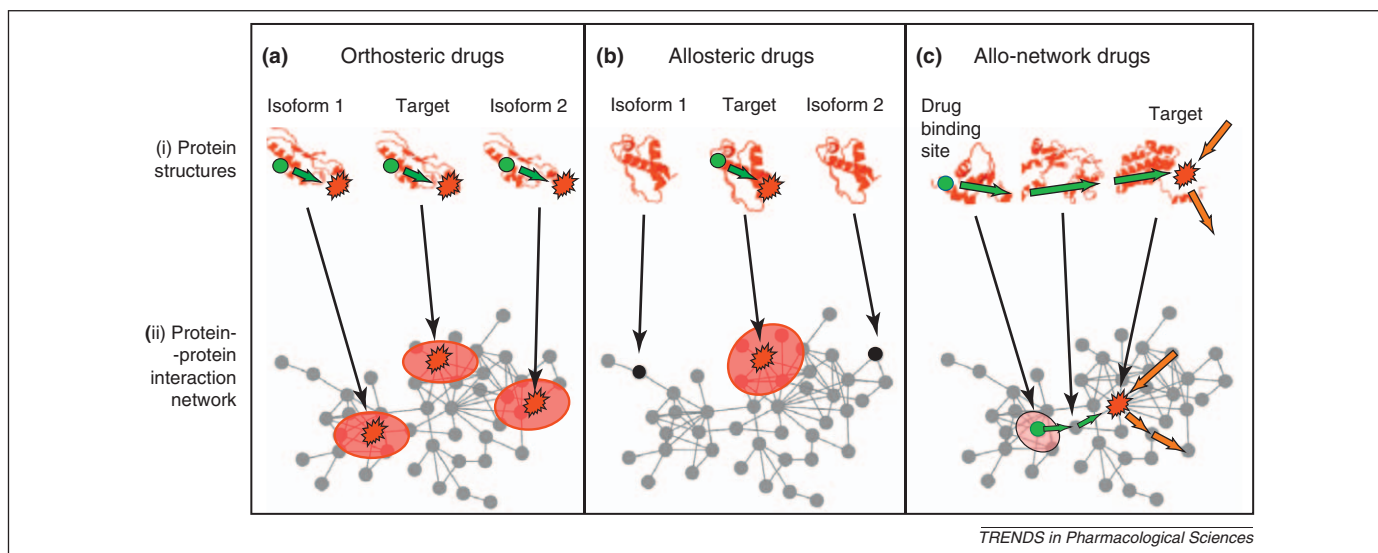 (a) Orthosteric drugs
Isoform 1 Target Isoform 2
(b) Allosteric drugs
Isoform 1 Target Isoform 2
(c) Allo-network drugs
Drug
binding
site
Target
(i) Protein
structures
(ii) Protein-
-protein
interaction
network
TRENDS in Pharmacological Sciences